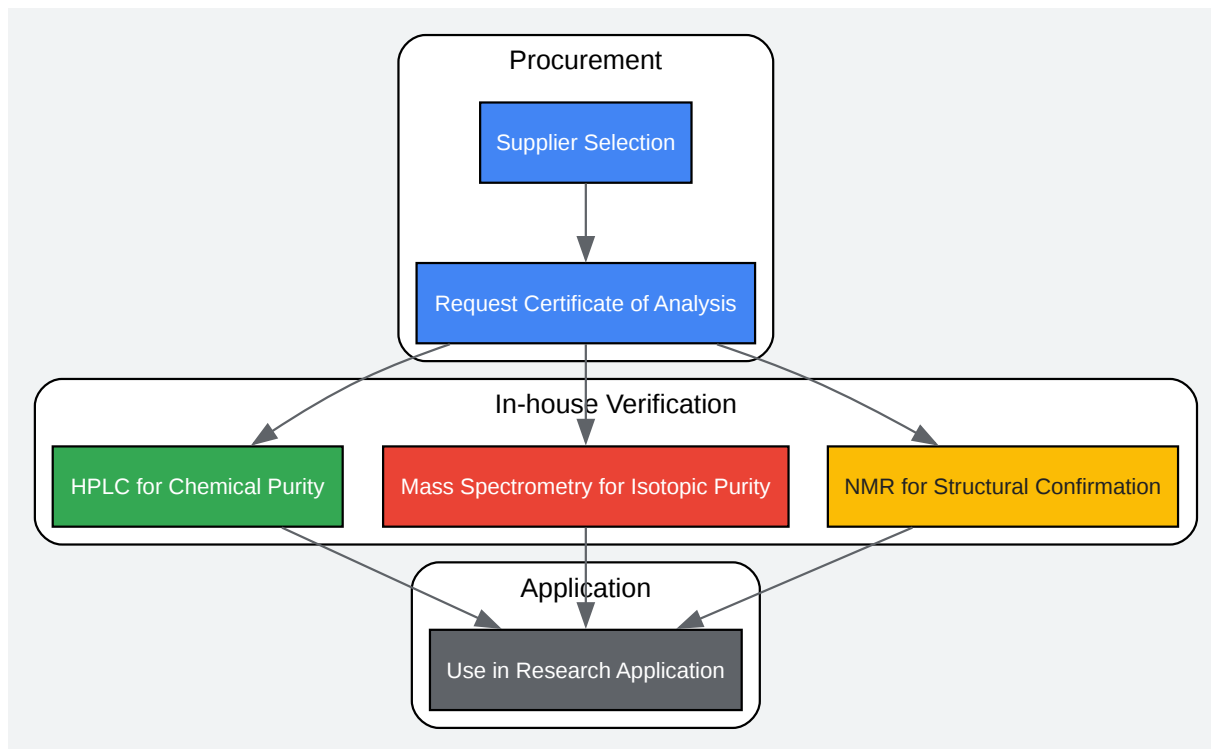 Procurement
Supplier Selection
Request Certificate of Analysis
In-house Verification
HPLC for Chemical Purity
Mass Spectrometry for Isotopic Purity
NMR for Structural Confirmation
Application
Use in Research Application